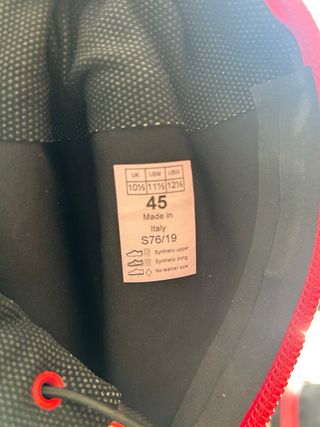 UK USM USW
10½ 11½ 12½
45
Made in
Italy
S76/19
Synthetic upper
Synthetic lining
No leather sole